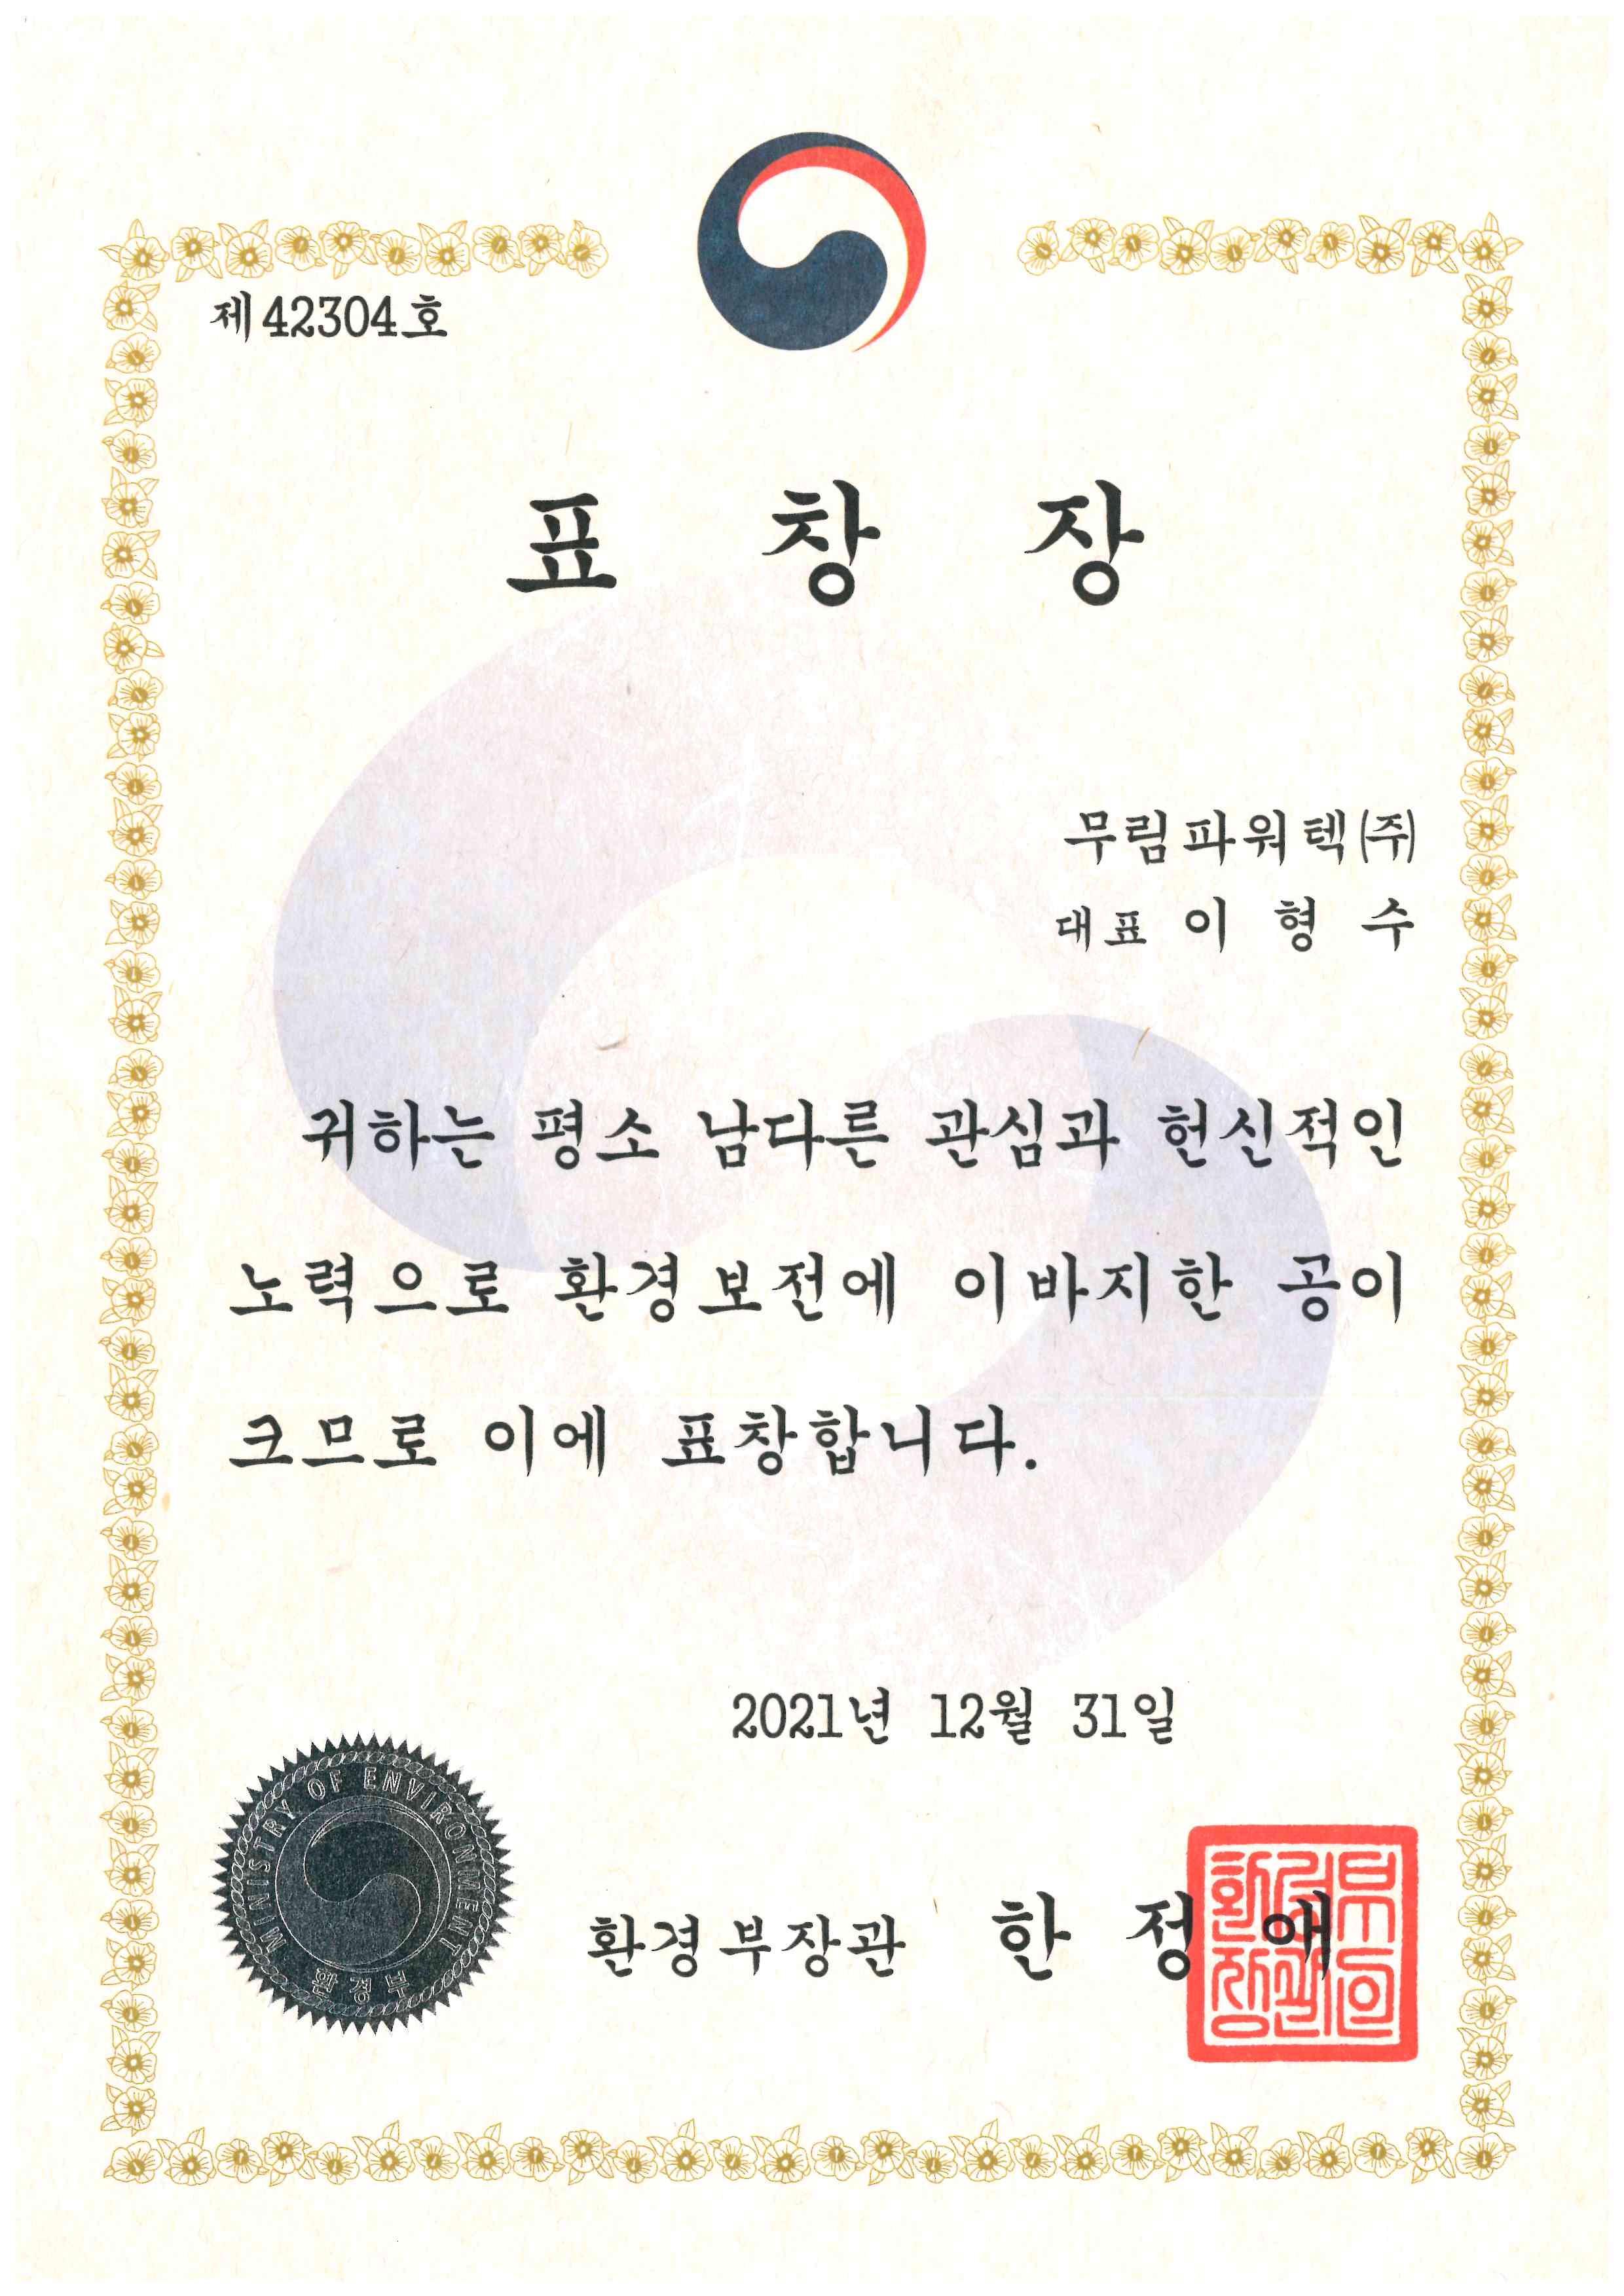 제42304호
표 창 장
무림파워텍(주)
대표 이 형 수
귀하는 평소 남다른 관심과 헌신적인
노력으로 환경보전에 이바지한 공이
크므로 이에 표창합니다.
2021년 12월 31일
MINISTRY OF ENVIRONMENT
환경부
환경부장관 한 정 애